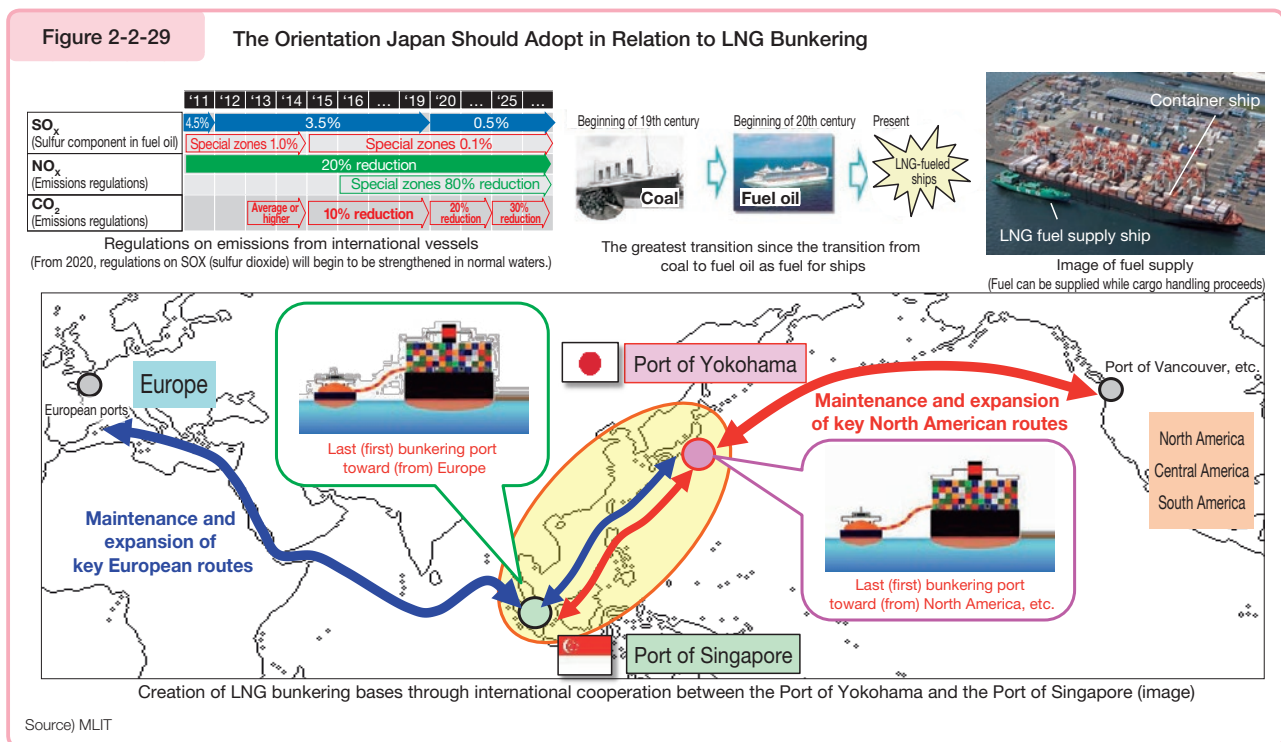 Figure 2-2-29
The Orientation Japan Should Adopt in Relation to LNG Bunkering
'11 '12 '13 '14 '15 '16 ... '19 '20 ... '25 ...
SOx
(Sulfur component in fuel oil)
4.5% 3.5% 0.5%
Special zones 1.0% Special zones 0.1%
NOx
(Emissions regulations)
20% reduction
Special zones 80% reduction
CO2
(Emissions regulations)
Average or
higher
10% reduction
20%
reduction
30%
reduction
Regulations on emissions from international vessels
(From 2020, regulations on SOX (sulfur dioxide) will begin to be strengthened in normal waters.)
Beginning of 19th century
Beginning of 20th century
Present
Coal
Fuel oil
LNG-fueled
ships
The greatest transition since the transition from
coal to fuel oil as fuel for ships
Container ship
LNG fuel supply ship
Image of fuel supply
(Fuel can be supplied while cargo handling proceeds)
Europe
European ports
Last (first) bunkering port
toward (from) Europe
Port of Yokohama
Port of Vancouver, etc.
Maintenance and expansion
of key North American routes
North America
Central America
South America
Maintenance and
expansion of
key European routes
Last (first) bunkering port
toward (from) North America, etc.
Port of Singapore
Creation of LNG bunkering bases through international cooperation between the Port of Yokohama and the Port of Singapore (image)
Source) MLIT